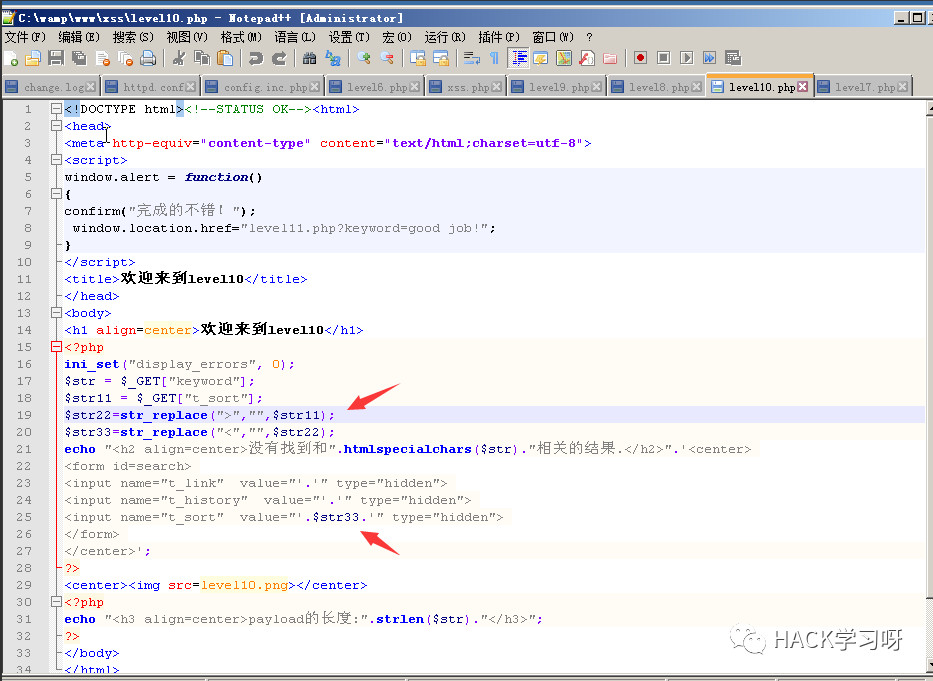 C:\wamp\www\xss\level10.php - Notepad++ [Administrator]
文件(F) 编辑(E) 搜索(S) 视图(V) 格式(M) 语言(L) 设置(T) 宏(O) 运行(R) 插件(P) 窗口(W) ?
change.log httpd.conf config.inc.php level6.php xss.php level9.php level8.php level10.php level7.php
1 <!DOCTYPE html><!--STATUS OK--><html>
2 <head>
3 <meta http-equiv="content-type" content="text/html;charset=utf-8">
4 <script>
5 window.alert = function()
6 {
7 confirm("完成的不错！");
8 window.location.href="level11.php?keyword=good job!";
9 }
10 </script>
11 <title>欢迎来到level10</title>
12 </head>
13 <body>
14 <h1 align=center>欢迎来到level10</h1>
15 <?php
16 ini_set("display_errors", 0);
17 $str = $_GET["keyword"];
18 $str11 = $_GET["t_sort"];
19 $str22=str_replace(">","",$str11);
20 $str33=str_replace("<","",$str22);
21 echo "<h2 align=center>没有找到和".htmlspecialchars($str)."相关的结果.</h2>".'<center>
22 <form id=search>
23 <input name="t_link"  value="'.'" type="hidden">
24 <input name="t_history"  value="'.'" type="hidden">
25 <input name="t_sort"  value="'.$str33.'" type="hidden">
26 </form>
27 </center>';
28 ?>
29 <center><img src=level10.png></center>
30 <?php
31 echo "<h3 align=center>payload的长度:".strlen($str)."</h3>";
32 ?>
33 </body>
34 </html>
HACK学习呀